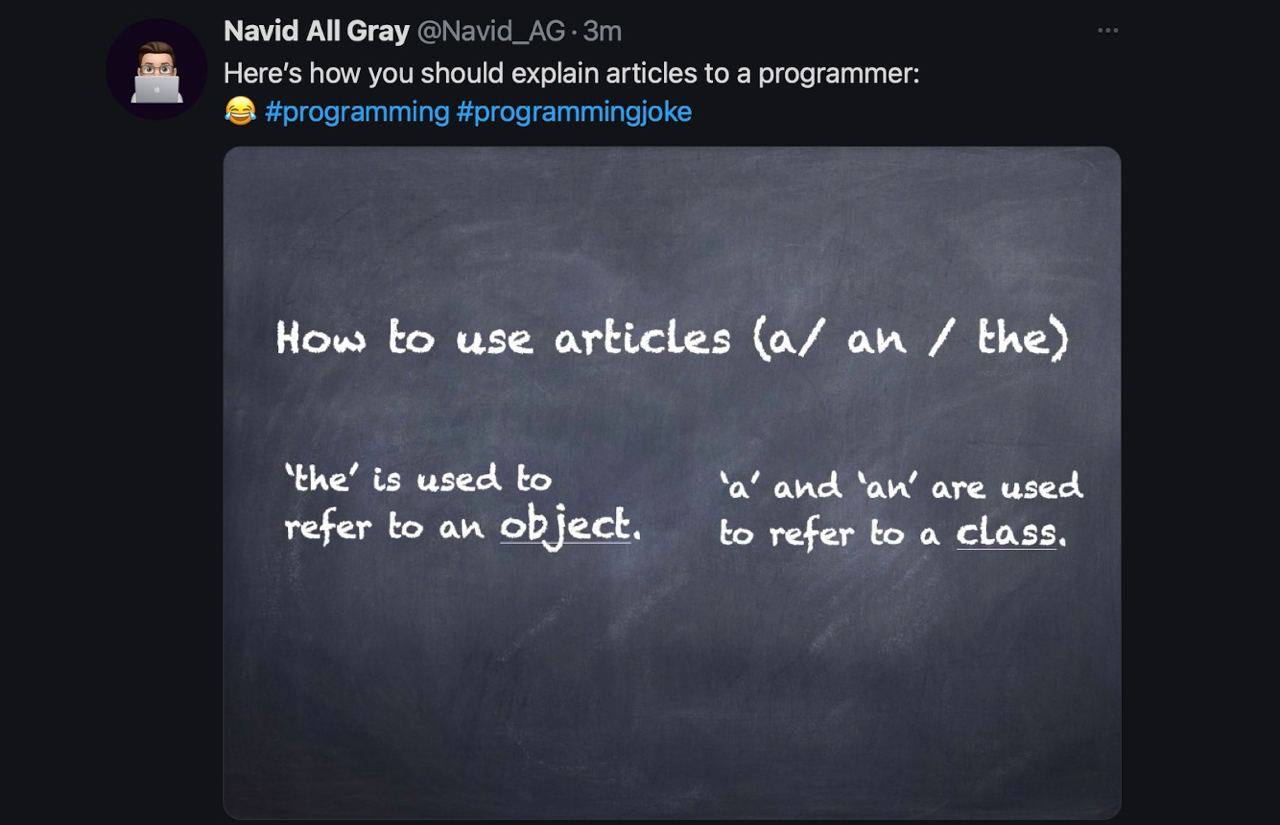 Navid All Gray @Navid_AG · 3m
Here’s how you should explain articles to a programmer:
😂 #programming #programmingjoke
How to use articles (a/ an / the)
‘the’ is used to
refer to an object.
‘a’ and ‘an’ are used
to refer to a class.